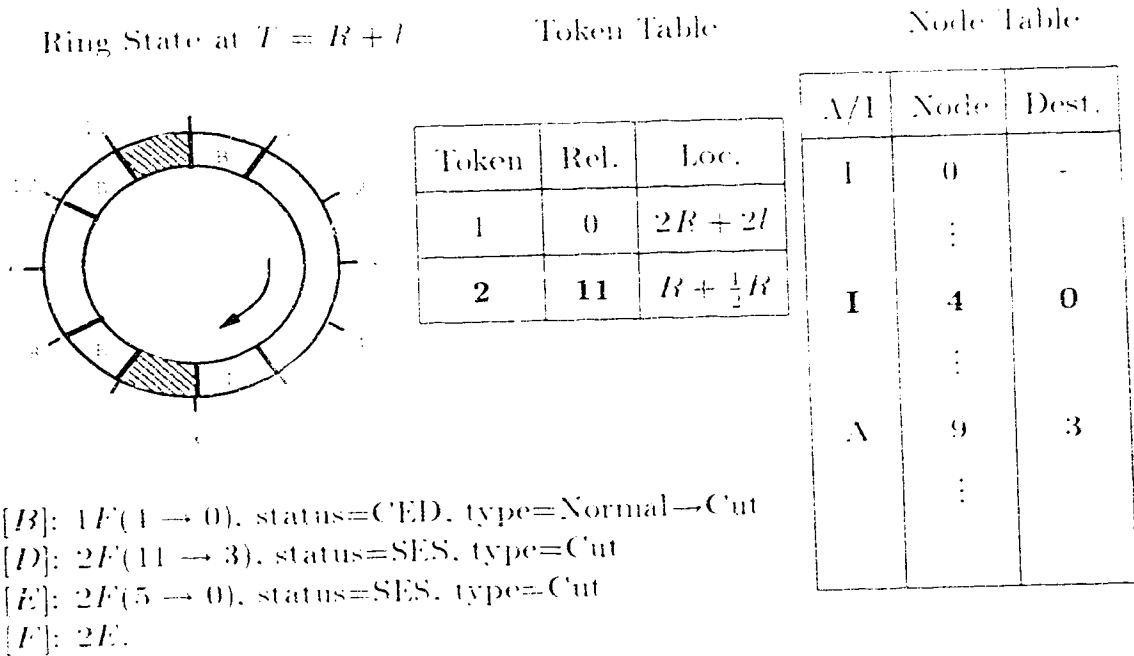 Ring State at T = R + l
Token Table
Node Table
B
Token Rel. Loc.
1 0 2R + 2l
2 11 R + ½R
A/I Node Dest.
I 0 -
⋮
I 4 0
⋮
A 9 3
⋮
[B]: 1F(4 → 0), status=CED, type=Normal→Cut
[D]: 2F(11 → 3), status=SES, type=Cut
[E]: 2F(5 → 0), status=SES, type=Cut
[F]: 2E.